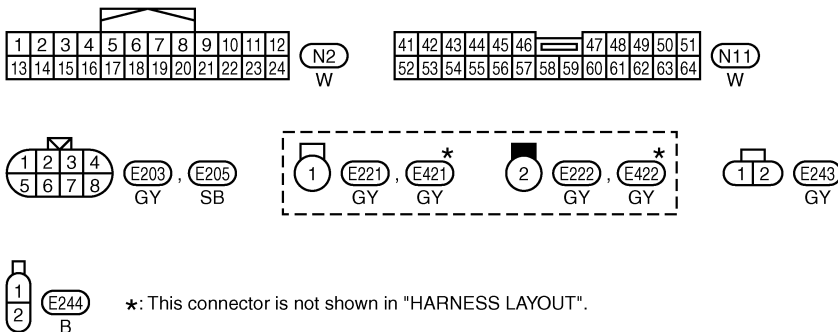 1 2 3 4 5 6 7 8 9 10 11 12
13 14 15 16 17 18 19 20 21 22 23 24
N2
W
41 42 43 44 45 46 47 48 49 50 51
52 53 54 55 56 57 58 59 60 61 62 63 64
N11
W
1 2 3 4
5 6 7 8
E203 , E205
GY SB
1 E221 , E421 *
GY GY
2 E222 , E422 *
GY GY
1 2 E243
GY
1
2
E244
B
*: This connector is not shown in "HARNESS LAYOUT".